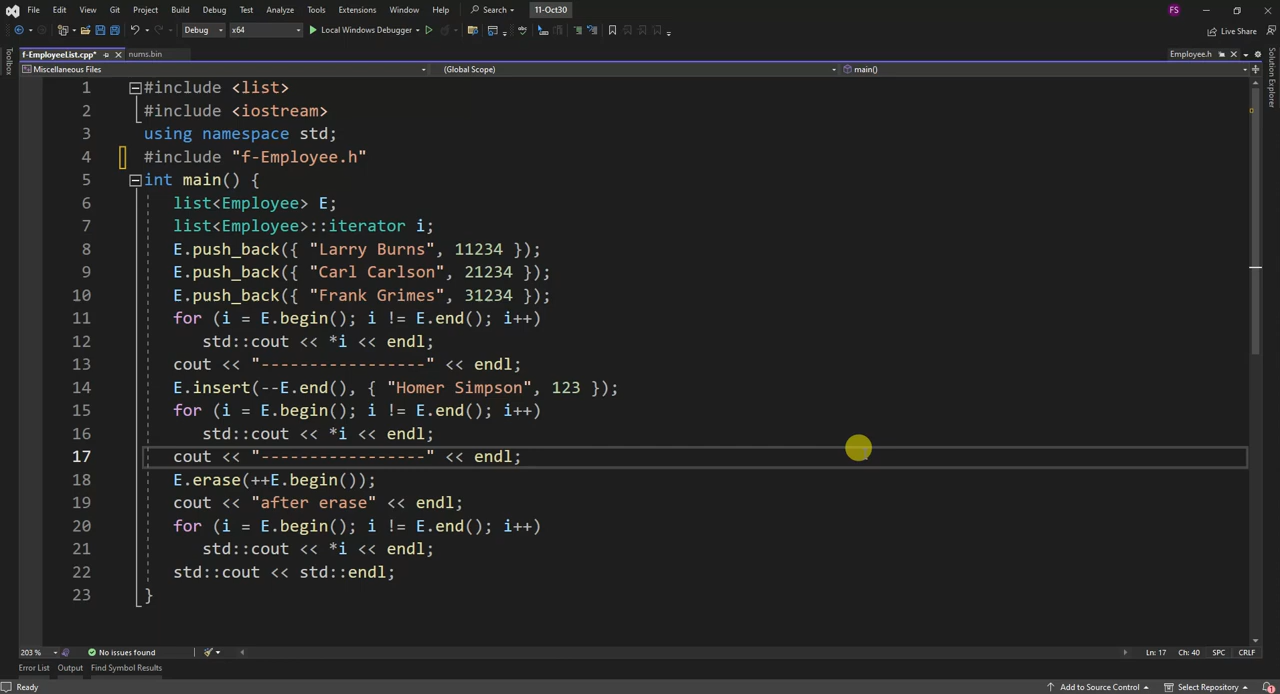 File Edit View Git Project Build Debug Test Analyze Tools Extensions Window Help Search 11-Oct30 FS
Debug x64 Local Windows Debugger Live Share
f-EmployeeList.cpp* nums.bin Employee.h
Miscellaneous Files (Global Scope) main()
Toolbox
Solution Explorer
1 #include <list>
2 #include <iostream>
3 using namespace std;
4 #include "f-Employee.h"
5 int main() {
6 list<Employee> E;
7 list<Employee>::iterator i;
8 E.push_back({ "Larry Burns", 11234 });
9 E.push_back({ "Carl Carlson", 21234 });
10 E.push_back({ "Frank Grimes", 31234 });
11 for (i = E.begin(); i != E.end(); i++)
12 std::cout << *i << endl;
13 cout << "-----------------" << endl;
14 E.insert(--E.end(), { "Homer Simpson", 123 });
15 for (i = E.begin(); i != E.end(); i++)
16 std::cout << *i << endl;
17 cout << "-----------------" << endl;
18 E.erase(++E.begin());
19 cout << "after erase" << endl;
20 for (i = E.begin(); i != E.end(); i++)
21 std::cout << *i << endl;
22 std::cout << std::endl;
23 }
203 % No issues found Ln: 17 Ch: 40 SPC CRLF
Error List Output Find Symbol Results
Ready Add to Source Control Select Repository